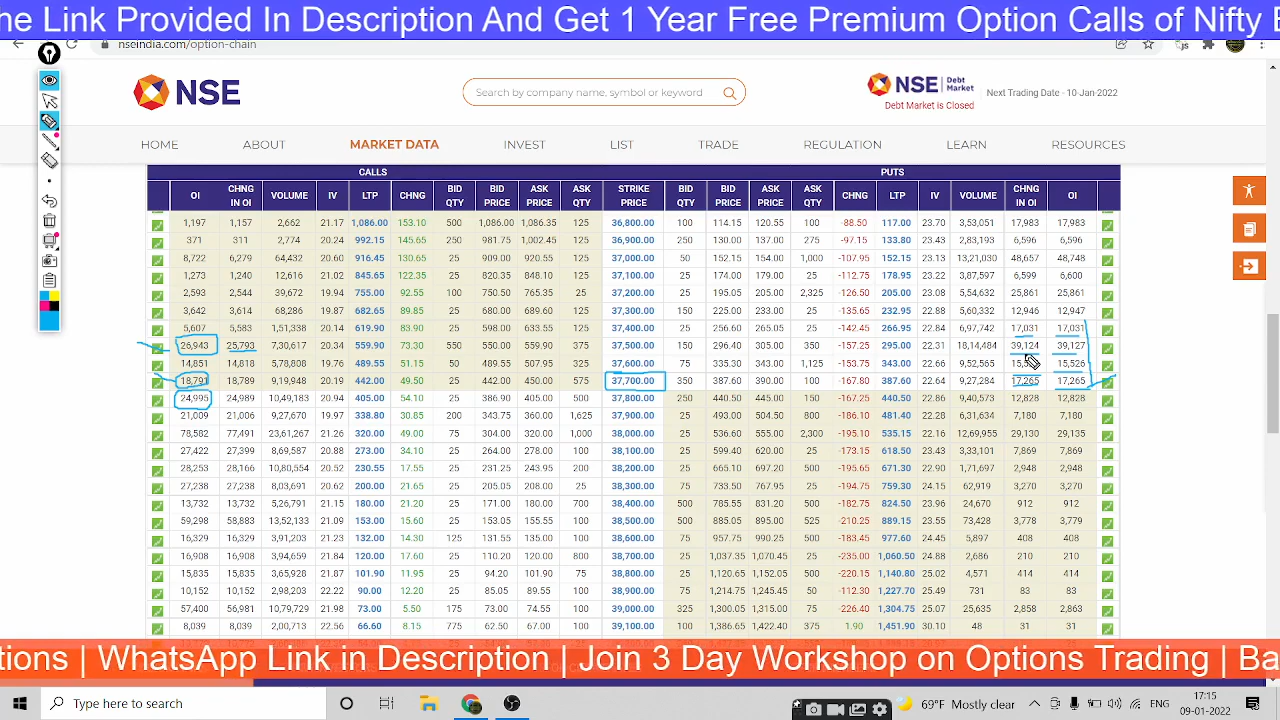 he Link Provided In Description And Get 1 Year Free Premium Option Calls of Nifty B
nseindia.com/option-chain
NSE
Search by company name, symbol or keyword
NSE Debt Market
Debt Market is Closed
Next Trading Date - 10-Jan-2022
HOME ABOUT MARKET DATA INVEST LIST TRADE REGULATION LEARN RESOURCES
CALLS PUTS
OI CHNG IN OI VOLUME IV LTP CHNG BID QTY BID PRICE ASK PRICE ASK QTY STRIKE PRICE BID QTY BID PRICE ASK PRICE ASK QTY CHNG LTP IV VOLUME CHNG IN OI OI
1,197 1,157 2,662 21.17 1,086.00 153.10 500 1,086.00 1,086.35 125 36,800.00 100 114.15 120.55 100 -88.50 117.00 23.70 3,53,051 17,983 17,983
371 311 2,774 20.24 992.15 145.65 250 981.75 1,002.45 125 36,900.00 250 130.00 137.00 275 -97.15 133.80 23.43 2,83,193 6,596 6,596
8,722 6,279 64,432 20.60 916.45 130.65 25 909.00 920.55 125 37,000.00 50 152.15 154.00 1,000 -107.95 152.15 23.13 13,21,030 48,657 48,748
1,273 1,240 12,616 21.02 845.65 122.35 25 820.35 848.35 125 37,100.00 25 174.00 179.00 25 -112.75 178.95 23.22 3,87,297 6,599 6,600
2,593 2,544 39,672 19.94 755.00 92.55 100 750.50 765.35 25 37,200.00 25 195.05 205.00 2,325 -126.50 205.00 23.08 5,54,632 25,861 25,861
3,642 3,614 68,286 19.87 682.65 89.85 25 680.00 689.60 325 37,300.00 150 225.00 233.00 25 -135.65 232.95 22.88 5,60,332 12,946 12,947
5,607 5,583 1,51,338 20.14 619.90 63.90 25 598.00 633.55 125 37,400.00 25 256.60 265.05 125 -142.45 266.95 22.84 6,97,742 17,031 17,031
26,943 25,793 7,30,617 20.34 559.90 73.30 550 550.00 559.90 375 37,500.00 150 296.40 305.00 300 -157.25 295.00 22.31 18,14,484 39,124 39,127
14,851 14,818 5,78,808 19.76 489.55 51.15 50 489.55 507.95 325 37,600.00 75 335.30 343.00 1,125 -153.75 343.00 22.66 9,52,565 15,526
18,791 18,789 9,19,948 20.19 442.00 49.50 25 442.00 450.00 575 37,700.00 350 387.60 390.00 100 -167.80 387.60 22.64 9,27,284 17,265 17,265
24,995 21,006 10,49,183 20.94 405.00 54.10 25 386.90 405.00 200 37,800.00 250 440.50 445.00 100 -167.25 440.50 22.86 9,40,573 12,828 12,828
21,009 21,006 9,27,670 19.97 338.80 30.85 200 343.75 360.00 1,625 37,900.00 25 493.00 504.50 800 -186.10 481.40 22.28 6,31,634 7,180 7,180
78,582 77,491 23,61,267 21.26 320.00 49.00 75 304.00 320.00 1,000 38,000.00 25 536.60 555.00 2,300 -195.10 535.15 22.16 12,69,955 29,130 29,135
27,422 27,399 8,69,587 20.88 273.00 34.10 25 264.00 278.00 100 38,100.00 25 599.40 620.00 25 -173.15 618.50 22.59 3,33,101 7,869 7,869
28,253 28,166 10,80,554 20.52 230.55 17.55 25 231.25 243.95 200 38,200.00 25 665.10 697.20 500 -195.65 671.30 22.59 1,71,697 2,948 2,948
27,238 27,238 8,03,691 20.62 200.00 21.65 25 205.05 208.00 25 38,300.00 50 733.50 767.95 25 -194.75 759.30 24.15 62,919 3,270 3,270
13,732 13,732 5,26,791 21.15 180.00 21.20 50 171.00 180.00 700 38,400.00 500 785.55 831.20 500 -182.75 824.50 23.96 24,670 912 912
59,298 58,883 13,52,133 21.09 153.00 15.60 25 153.05 155.55 100 38,500.00 500 885.05 895.00 525 -210.25 889.15 23.55 73,428 3,778 3,779
16,329 16,329 3,91,203 21.23 132.00 14.30 125 131.55 135.00 100 38,600.00 75 957.75 990.25 500 -183.45 977.60 24.45 5,897 408 408
16,908 16,908 3,94,659 21.84 120.00 17.60 25 110.20 120.00 800 38,700.00 25 1,037.35 1,070.45 25 -235.00 1,060.50 24.88 2,686 210 210
15,835 15,835 3,65,928 21.87 101.90 11.95 25 94.20 101.90 75 38,800.00 25 1,120.65 1,152.05 500 -220.15 1,140.80 25.02 4,571 414 414
10,152 10,152 2,98,203 22.22 90.00 12.20 60 85.05 89.55 100 38,900.00 25 1,214.75 1,245.45 50 -112.30 1,227.70 25.49 731 83 83
57,400 56,981 10,79,729 21.98 73.00 5.50 175 73.05 74.55 100 39,000.00 325 1,300.05 1,315.00 75 -226.40 1,304.75 25.07 25,635 2,858 2,863
8,039 8,039 2,00,713 22.56 66.60 8.15 775 62.50 67.00 100 39,100.00 100 1,386.65 1,422.40 375 1.90 1,451.90 30.10 48 31 31
tions | WhatsApp Link in Description | Join 3 Day Workshop on Options Trading | Ba
Type here to search
69°F Mostly clear
ENG
17:15
09-01-2022